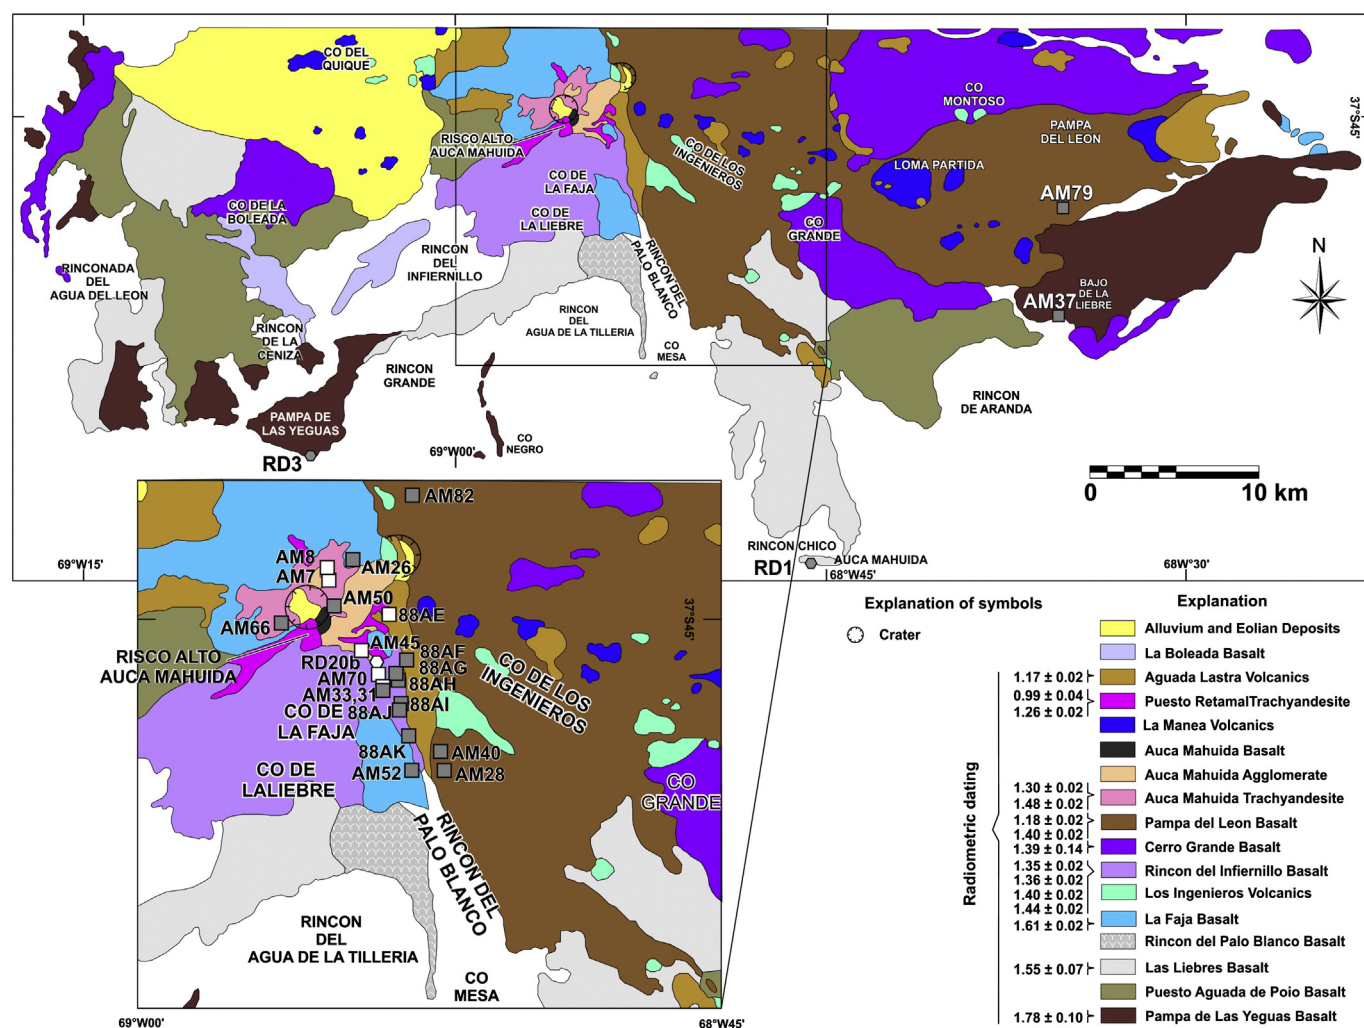 CO DEL
QUIQUE
RISCO ALTO
AUCA MAHUIDA
CO DE LOS
INGENIEROS
CO
MONTOSO
PAMPA
DEL LEON
LOMA PARTIDA
37°S45'
AM79
CO DE
LA FAJA
CO DE
LA LIEBRE
CO DE LA
BOLEADA
CO
GRANDE
N
RINCONADA
DEL
AGUA DEL LEON
RINCON
DEL
INFIERNILLO
RINCON DEL
PALO BLANCO
AM37
BAJO
DE LA
LIEBRE
RINCON
DE LA
CENIZA
RINCON
DEL
AGUA DE LA TILLERIA
CO
MESA
RINCON
GRANDE
RINCON
DE ARANDA
PAMPA DE
LAS YEGUAS
RD3
69°W00'
CO
NEGRO
0
10 km
RINCON CHICO
AUCA MAHUIDA
RD1
69°W15'
68°W45'
68W°30'
AM82
AM8
AM7
AM26
AM50
88AE
AM66
37°S45'
RISCO ALTO
AUCA MAHUIDA
AM45
RD20b
88AF
88AG
AM70
88AH
AM33,31
88AI
CO DE
88AJ
LA FAJA
CO DE LOS
INGENIEROS
88AK
AM40
AM52
AM28
CO DE
LALIEBRE
CO
GRANDE
RINCON DEL
PALO BLANCO
RINCON
DEL
AGUA DE LA TILLERIA
CO
MESA
69°W00'
68°W45'
Explanation of symbols
Crater
Explanation
Alluvium and Eolian Deposits
La Boleada Basalt
1.17 ± 0.02
Aguada Lastra Volcanics
0.99 ± 0.04
1.26 ± 0.02
Puesto RetamalTrachyandesite
La Manea Volcanics
Auca Mahuida Basalt
Auca Mahuida Agglomerate
1.30 ± 0.02
1.48 ± 0.02
Auca Mahuida Trachyandesite
1.18 ± 0.02
1.40 ± 0.02
Pampa del Leon Basalt
1.39 ± 0.14
Cerro Grande Basalt
1.35 ± 0.02
1.36 ± 0.02
1.40 ± 0.02
1.44 ± 0.02
Rincon del Infiernillo Basalt
Los Ingenieros Volcanics
1.61 ± 0.02
La Faja Basalt
Rincon del Palo Blanco Basalt
1.55 ± 0.07
Las Liebres Basalt
Puesto Aguada de Poio Basalt
1.78 ± 0.10
Pampa de Las Yeguas Basalt
Radiometric dating